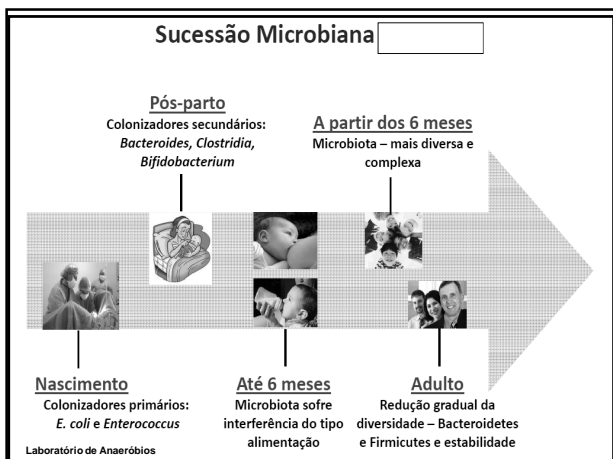 Sucessão Microbiana
Pós-parto
Colonizadores secundários:
Bacteroides, Clostridia,
Bifidobacterium
A partir dos 6 meses
Microbiota – mais diversa e
complexa
Nascimento
Colonizadores primários:
E. coli e Enterococcus
Até 6 meses
Microbiota sofre
interferência do tipo
alimentação
Adulto
Redução gradual da
diversidade – Bacteroidetes
e Firmicutes e estabilidade
Laboratório de Anaeróbios